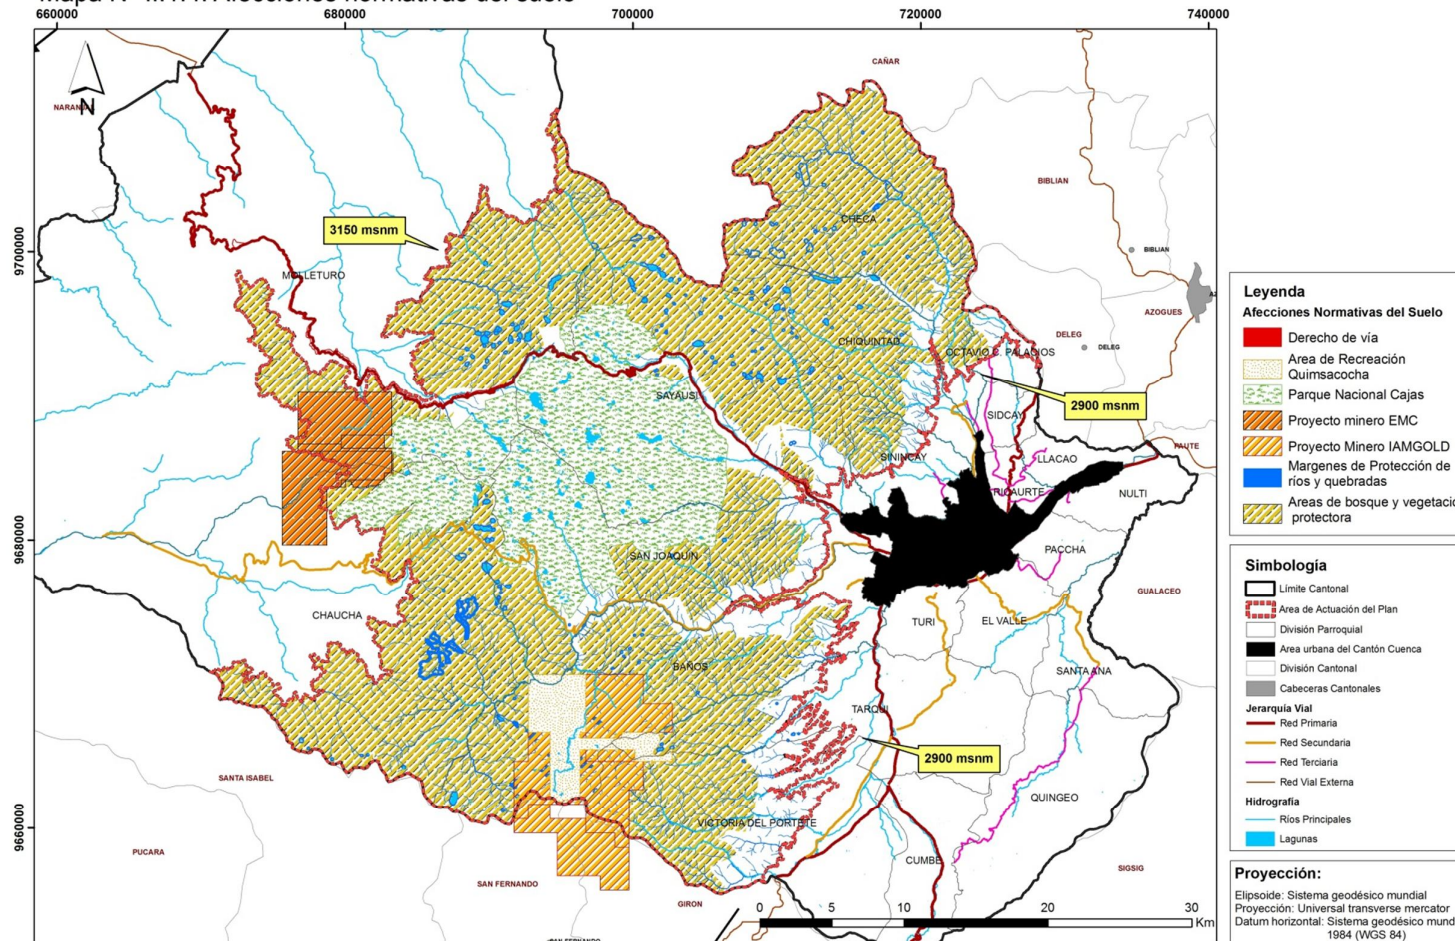 Afecciones normativas del suelo
660000
680000
700000
720000
740000
9700000
9680000
9660000
N
CAÑAR
BIBLIAN
BIBLIAN
AZOGUES
DELEG
DELEG
PAUTE
GUALACEO
SIGSIG
GIRON
SAN FERNANDO
SAN FERNANDO
PUCARA
SANTA ISABEL
3150 msnm
2900 msnm
2900 msnm
MOLLETURO
CHECA
CHIQUINTAD
OCTAVIO C. PALACIOS
SAYAUSI
SIDCAY
SININCAY
LLACAO
RICAURTE
NULTI
PACCHA
SAN JOAQUIN
CHAUCHA
TURI
EL VALLE
BAÑOS
SANTA ANA
TARQUI
QUINGEO
VICTORIA DEL PORTETE
CUMBE
0 5 10 20 30 Km
Leyenda
Afecciones Normativas del Suelo
Derecho de vía
Area de Recreación
Quimsacocha
Parque Nacional Cajas
Proyecto minero EMC
Proyecto Minero IAMGOLD
Margenes de Protección de
ríos y quebradas
Areas de bosque y vegetació
protectora
Simbología
Límite Cantonal
Area de Actuación del Plan
División Parroquial
Area urbana del Cantón Cuenca
División Cantonal
Cabeceras Cantonales
Jerarquía Vial
Red Primaria
Red Secundaria
Red Terciaria
Red Vial Externa
Hidrografía
Ríos Principales
Lagunas
Proyección:
Elipsoide: Sistema geodésico mundial
Proyección: Universal transverse mercator
Datum horizontal: Sistema geodésico mund
1984 (WGS 84)